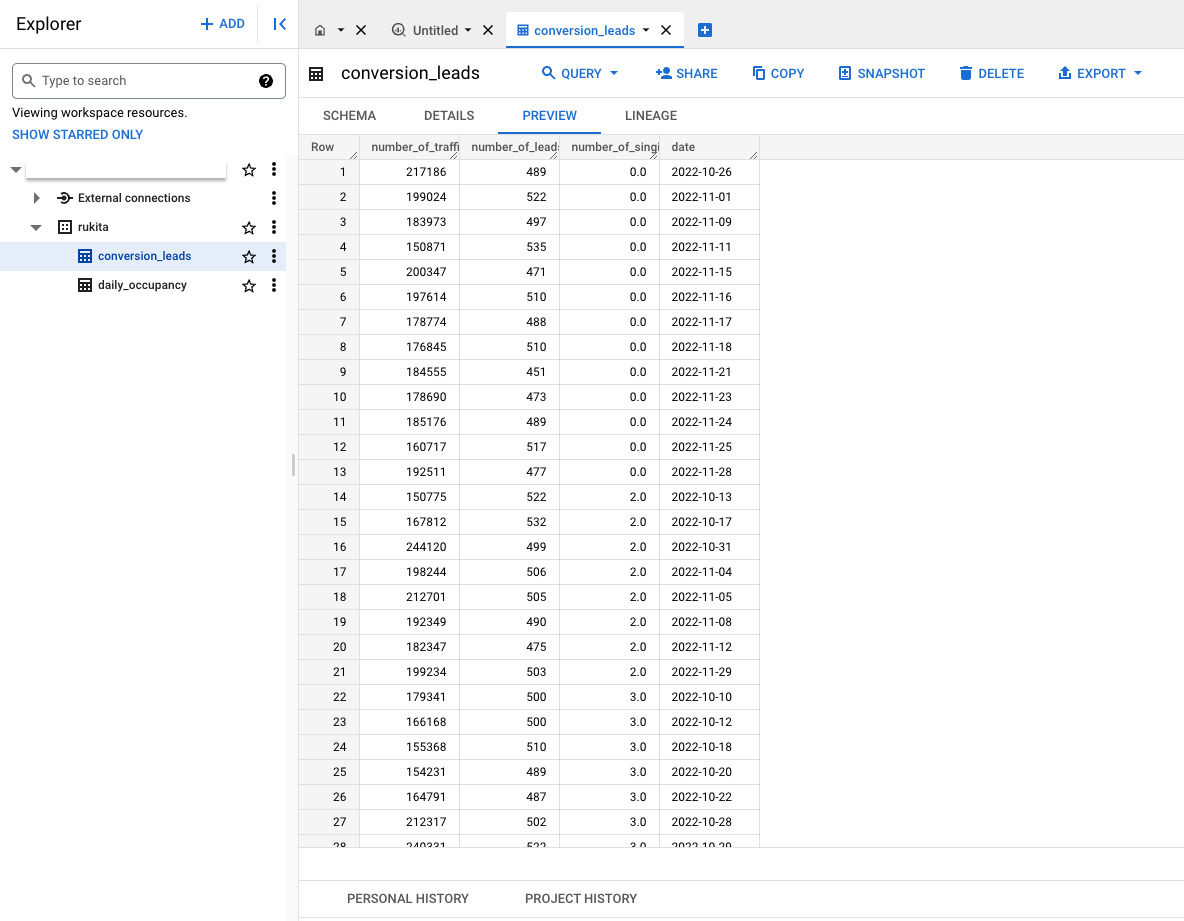 Explorer
ADD
Type to search
Viewing workspace resources.
SHOW STARRED ONLY
External connections
rukita
conversion_leads
daily_occupancy
Untitled
conversion_leads
conversion_leads
QUERY
SHARE
COPY
SNAPSHOT
DELETE
EXPORT
SCHEMA DETAILS PREVIEW LINEAGE
Row number_of_traffi number_of_leads number_of_singi date
1 217186 489 0.0 2022-10-26
2 199024 522 0.0 2022-11-01
3 183973 497 0.0 2022-11-09
4 150871 535 0.0 2022-11-11
5 200347 471 0.0 2022-11-15
6 197614 510 0.0 2022-11-16
7 178774 488 0.0 2022-11-17
8 176845 510 0.0 2022-11-18
9 184555 451 0.0 2022-11-21
10 178690 473 0.0 2022-11-23
11 185176 489 0.0 2022-11-24
12 160717 517 0.0 2022-11-25
13 192511 477 0.0 2022-11-28
14 150775 522 2.0 2022-10-13
15 167812 532 2.0 2022-10-17
16 244120 499 2.0 2022-10-31
17 198244 506 2.0 2022-11-04
18 212701 505 2.0 2022-11-05
19 192349 490 2.0 2022-11-08
20 182347 475 2.0 2022-11-12
21 199234 503 2.0 2022-11-29
22 179341 500 3.0 2022-10-10
23 166168 500 3.0 2022-10-12
24 155368 510 3.0 2022-10-18
25 154231 489 3.0 2022-10-20
26 164791 487 3.0 2022-10-22
27 212317 502 3.0 2022-10-28
PERSONAL HISTORY PROJECT HISTORY